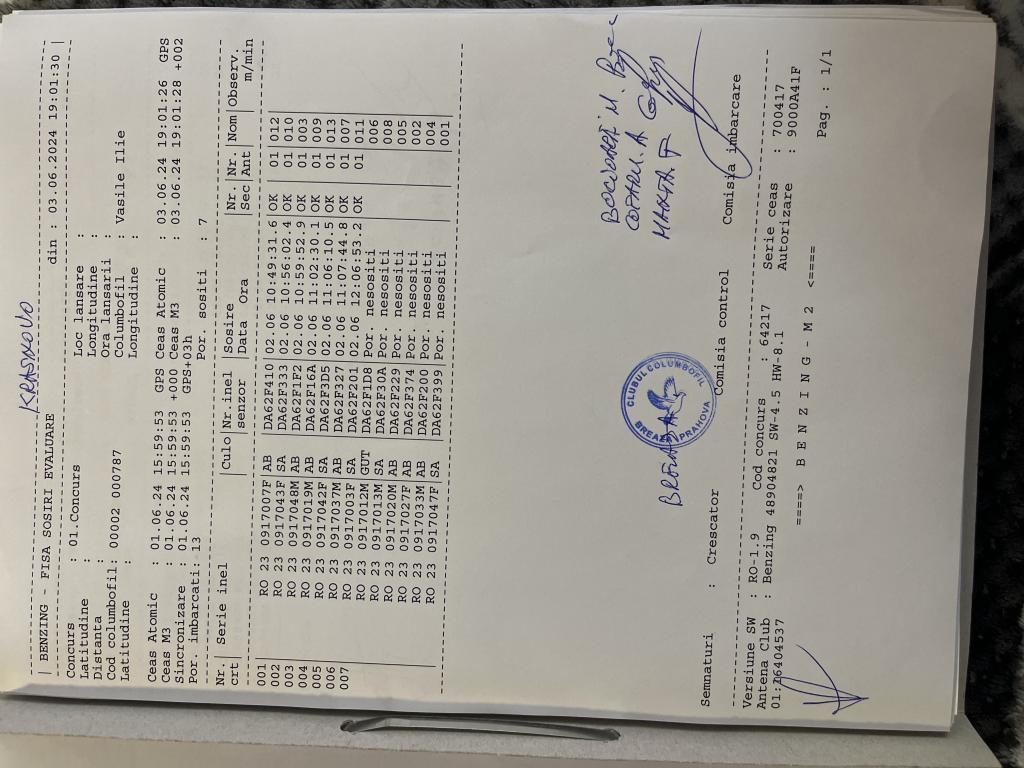 KRASNOVO
| BENZING - FISA SOSIRI EVALUARE din : 03.06.2024 19:01:30 |
Concurs : 01.Concurs Loc lansare :
Latitudine : Longitudine :
Distanta : Ora lansarii :
Cod columbofil: 00002 000787 Columbofil : Vasile Ilie
Latitudine : Longitudine :
Ceas Atomic : 01.06.24 15:59:53 GPS Ceas Atomic : 03.06.24 19:01:26 GPS
Ceas M3 : 01.06.24 15:59:53 +000 Ceas M3 : 03.06.24 19:01:28 +002
Sincronizare : 01.06.24 15:59:53 GPS+03h
Por. imbarcati: 13 Por. sositi : 7
Nr. | Serie inel | Culo | Nr. inel | Sosire | Nr. | Nr. | Nom | Observ.
crt | senzor | Data Ora | Sec | Ant | m/min
001 | RO 23 0917007F | AB | DA62F410 | 02.06 10:49:31.6 | OK | 01 | 012
002 | RO 23 0917043F | SA | DA62F333 | 02.06 10:56:02.4 | OK | 01 | 010
003 | RO 23 0917048M | AB | DA62F1F2 | 02.06 10:59:52.9 | OK | 01 | 003
004 | RO 23 0917019M | AB | DA62F16A | 02.06 11:02:30.1 | OK | 01 | 009
005 | RO 23 0917042F | SA | DA62F3D5 | 02.06 11:06:10.5 | OK | 01 | 013
006 | RO 23 0917037M | AB | DA62F327 | 02.06 11:07:44.8 | OK | 01 | 007
007 | RO 23 0917003F | SA | DA62F201 | 02.06 12:06:53.2 | OK | 01 | 011
RO 23 0917012M | GUT | DA62F1D8 | Por. nesositi | 006
RO 23 0917013M | SA | DA62F30A | Por. nesositi | 008
RO 23 0917020M | AB | DA62F229 | Por. nesositi | 005
RO 23 0917027F | AB | DA62F374 | Por. nesositi | 002
RO 23 0917033M | AB | DA62F200 | Por. nesositi | 004
RO 23 0917047F | SA | DA62F390 | Por. nesositi | 001
BREAZA
CLUBUL COLUMBOFIL
BREAZA PRAHOVA
MANTA F
Semnaturi : Crescator Comisia control Comisia imbarcare
Versiune SW : RO-1.9 Cod concurs : 64217 Serie ceas : 700417
Antena Club : Benzing 48904821 SW-4.5 HW-8.1 Autorizare : 9000A41F
01:26404537
====> B E N Z I N G - M 2 <====
Pag. : 1/1